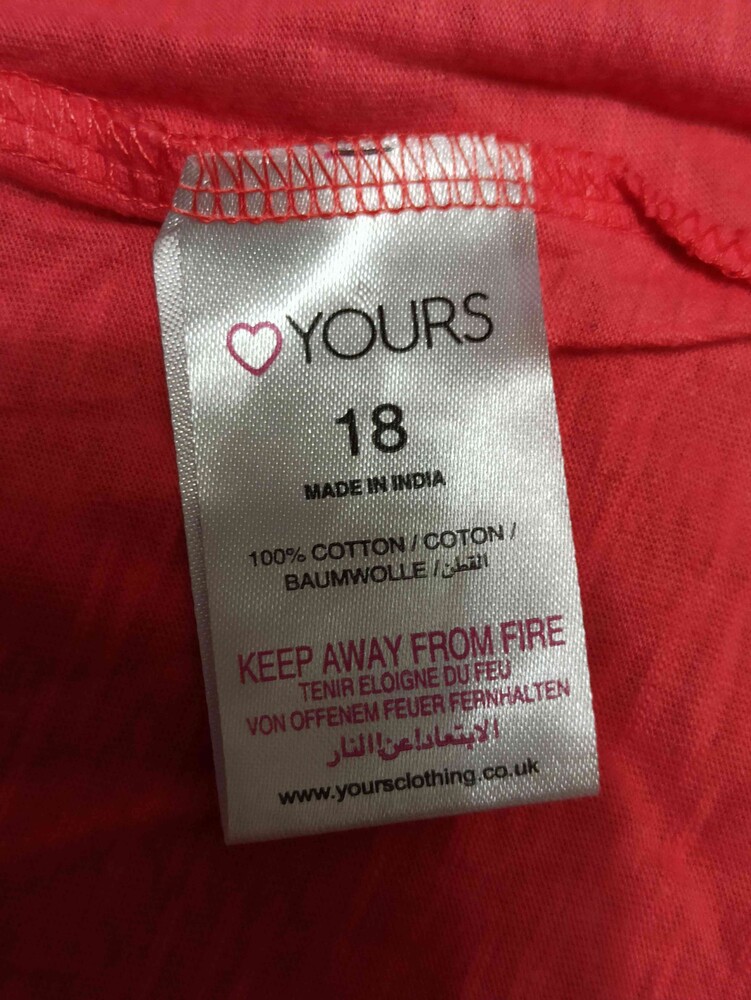 YOURS
18
MADE IN INDIA
100% COTTON / COTON /
BAUMWOLLE / القطن
KEEP AWAY FROM FIRE
TENIR ELOIGNE DU FEU
VON OFFENEM FEUER FERNHALTEN
الابتعاد!عن!النار
www.yoursclothing.co.uk